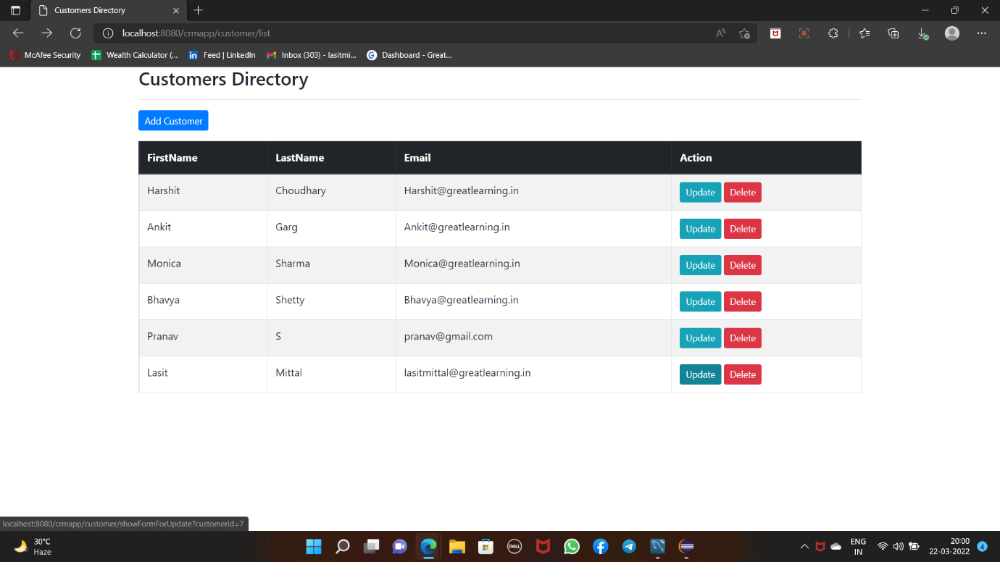 Customers Directory
localhost:8080/crmapp/customer/list
McAfee Security Wealth Calculator (... Feed | LinkedIn Inbox (303) - lasitmi... Dashboard - Great...
Customers Directory
Add Customer
FirstName LastName Email Action
Harshit Choudhary Harshit@greatlearning.in Update Delete
Ankit Garg Ankit@greatlearning.in Update Delete
Monica Sharma Monica@greatlearning.in Update Delete
Bhavya Shetty Bhavya@greatlearning.in Update Delete
Pranav S pranav@gmail.com Update Delete
Lasit Mittal lasitmittal@greatlearning.in Update Delete
localhost:8080/crmapp/customer/showFormForUpdate?customerId=7
30°C
Haze
DELL
ENG
IN
20:00
22-03-2022
4